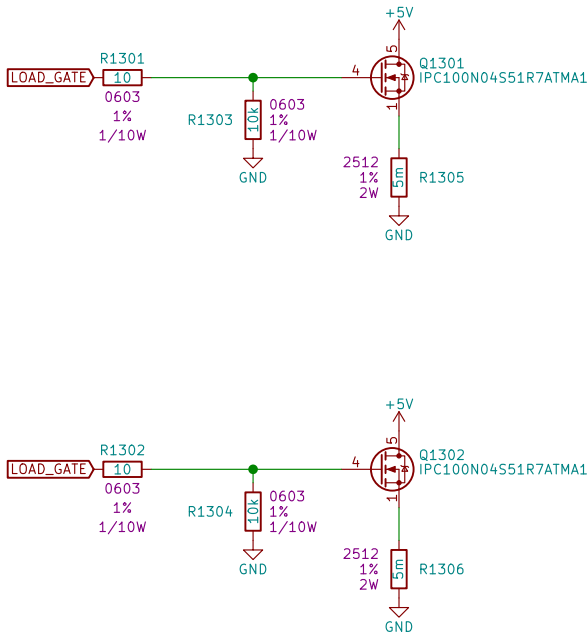 +5V
R1301
LOAD_GATE
10
0603
1%
1/10W
R1303
10k
0603
1%
1/10W
GND
4
5
1
Q1301
IPC100N04S51R7ATMA1
2512
1%
2W
5m
R1305
GND
+5V
R1302
LOAD_GATE
10
0603
1%
1/10W
R1304
10k
0603
1%
1/10W
GND
4
5
1
Q1302
IPC100N04S51R7ATMA1
2512
1%
2W
5m
R1306
GND